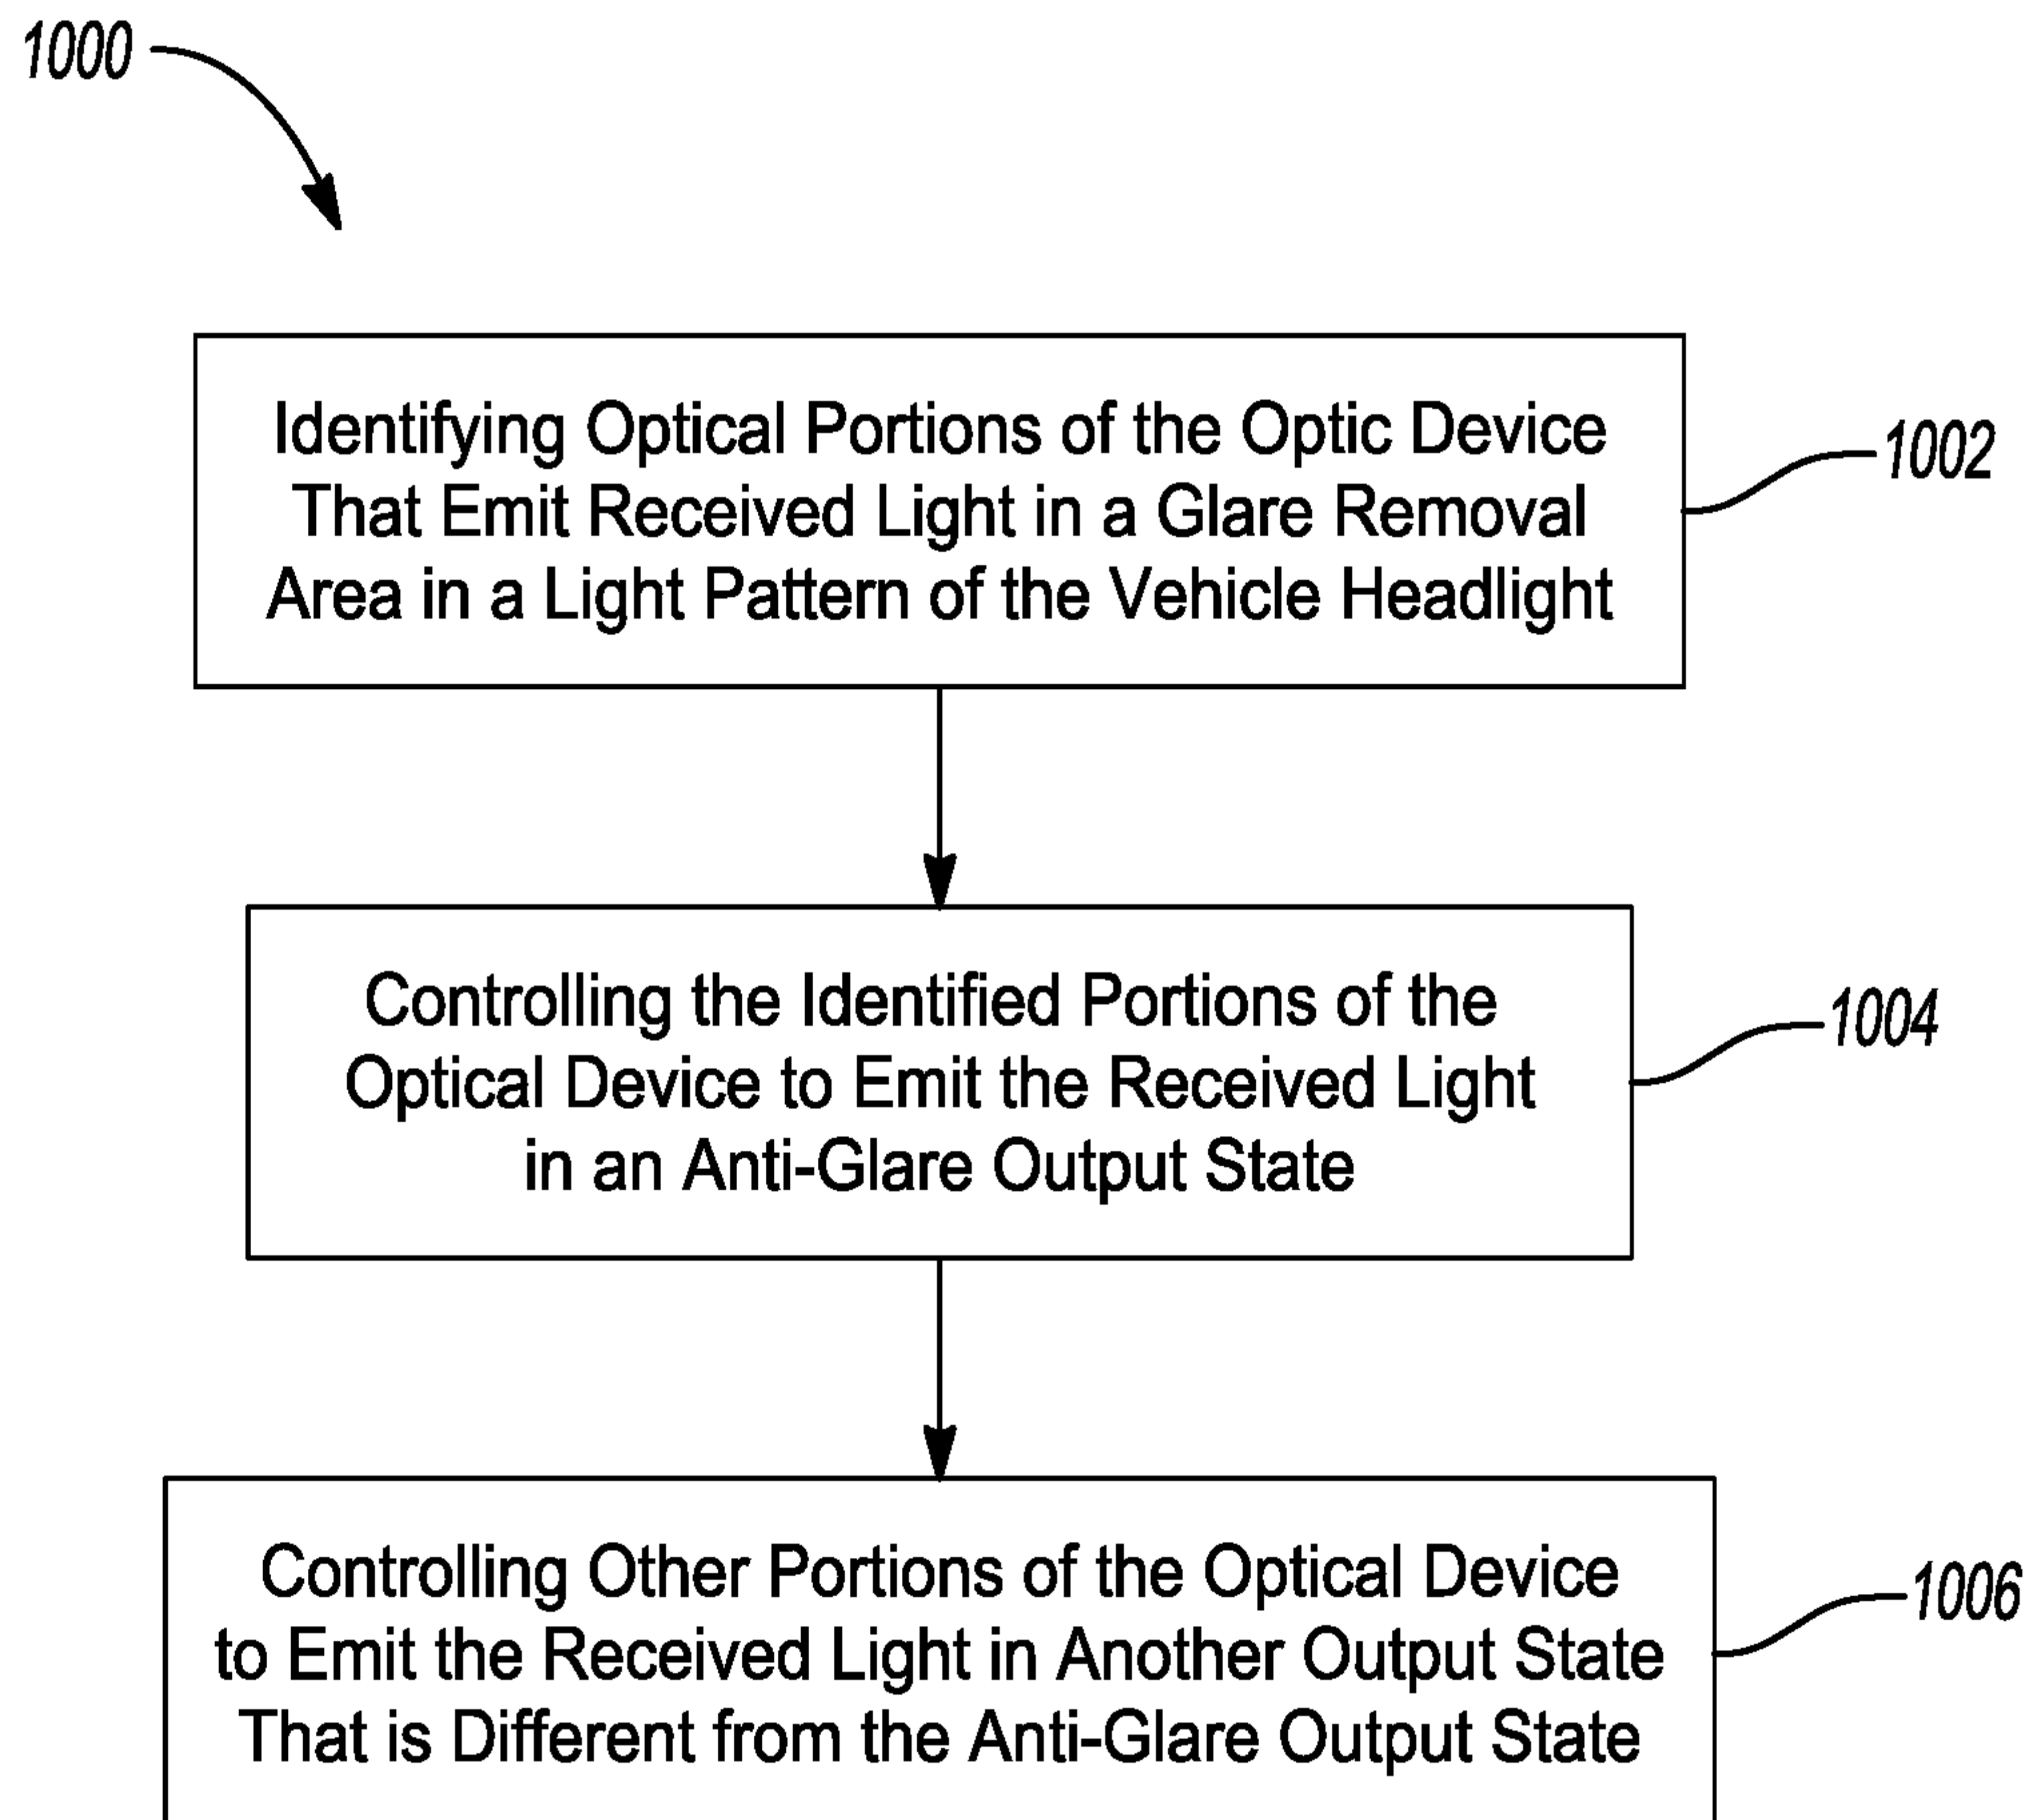 1000
Identifying Optical Portions of the Optic Device
That Emit Received Light in a Glare Removal
Area in a Light Pattern of the Vehicle Headlight
1002
Controlling the Identified Portions of the
Optical Device to Emit the Received Light
in an Anti-Glare Output State
1004
Controlling Other Portions of the Optical Device
to Emit the Received Light in Another Output State
That is Different from the Anti-Glare Output State
1006